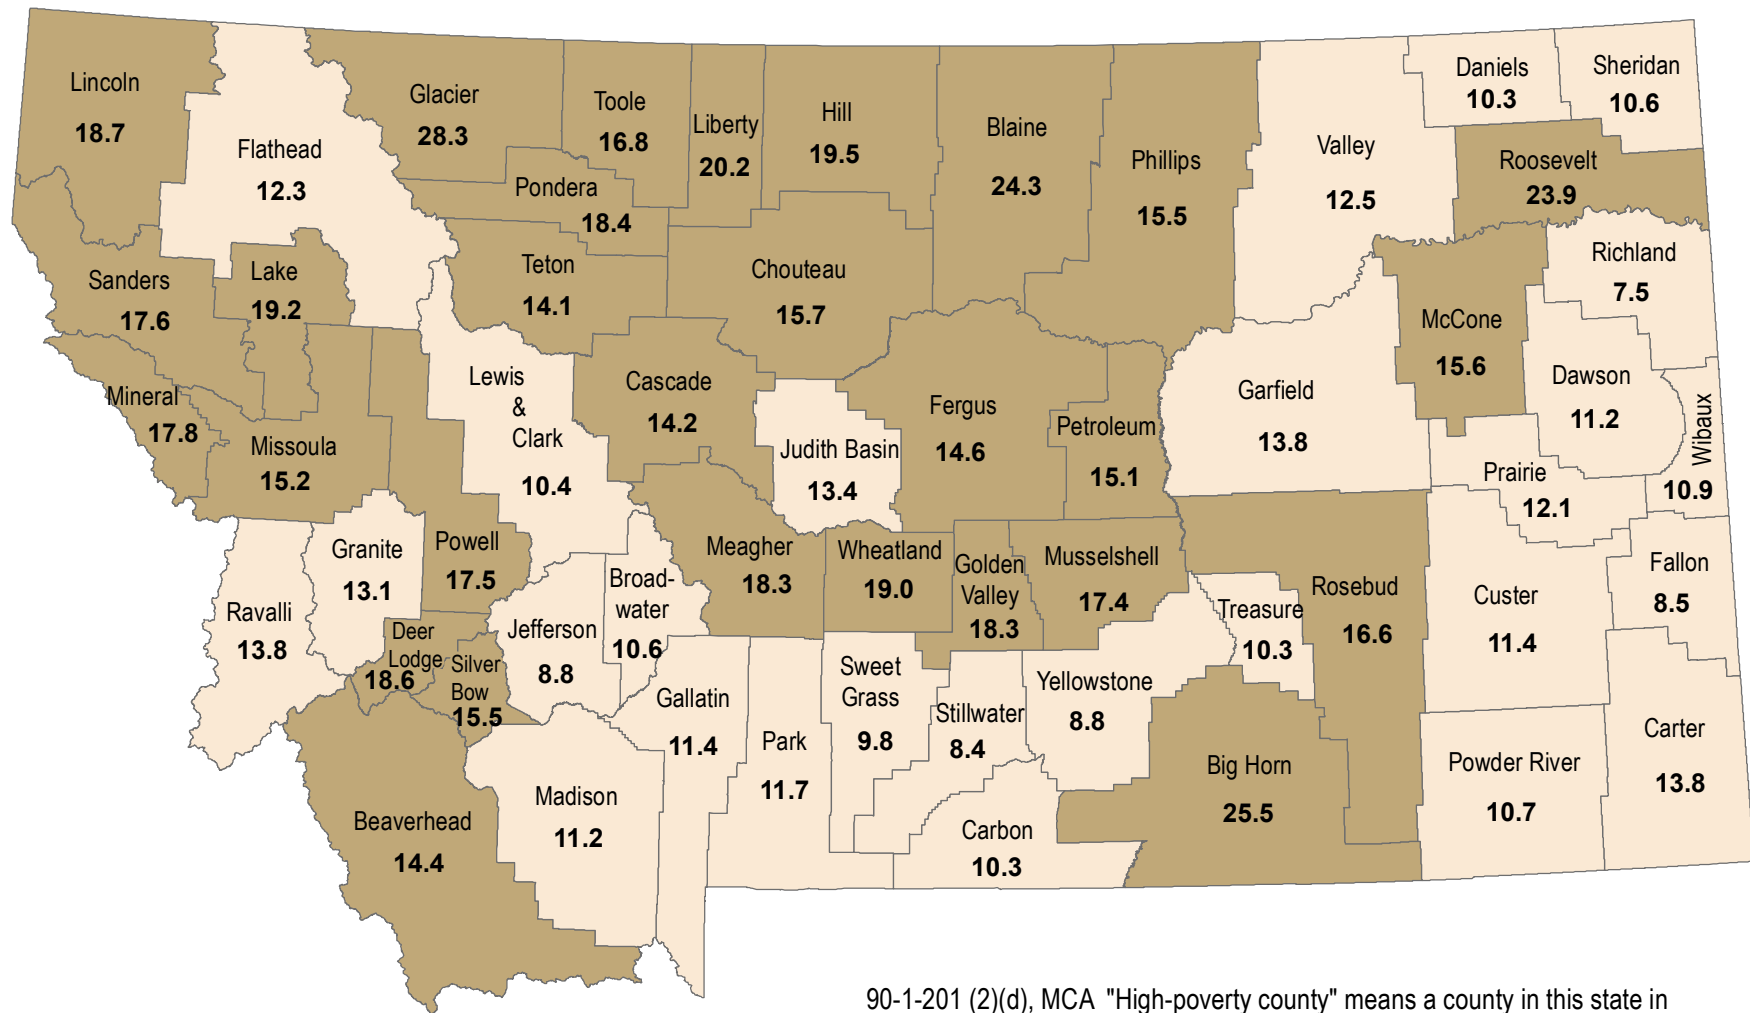 Lincoln
18.7
Flathead
12.3
Glacier
28.3
Toole
16.8
Liberty
20.2
Hill
19.5
Blaine
24.3
Phillips
15.5
Valley
12.5
Daniels
10.3
Sheridan
10.6
Roosevelt
23.9
Pondera
18.4
Sanders
17.6
Lake
19.2
Teton
14.1
Chouteau
15.7
Richland
7.5
McCone
15.6
Mineral
17.8
Missoula
15.2
Lewis
&
Clark
10.4
Cascade
14.2
Judith Basin
13.4
Fergus
14.6
Petroleum
15.1
Garfield
13.8
Dawson
11.2
Wibaux
10.9
Prairie
12.1
Ravalli
13.8
Granite
13.1
Powell
17.5
Deer
Lodge
18.6
Silver
Bow
15.5
Jefferson
8.8
Broad-
water
10.6
Meagher
18.3
Wheatland
19.0
Golden
Valley
18.3
Musselshell
17.4
Treasure
10.3
Rosebud
16.6
Custer
11.4
Fallon
8.5
Beaverhead
14.4
Madison
11.2
Gallatin
11.4
Park
11.7
Sweet
Grass
9.8
Stillwater
8.4
Yellowstone
8.8
Carbon
10.3
Big Horn
25.5
Powder River
10.7
Carter
13.8
90-1-201 (2)(d), MCA "High-poverty county" means a county in this state in